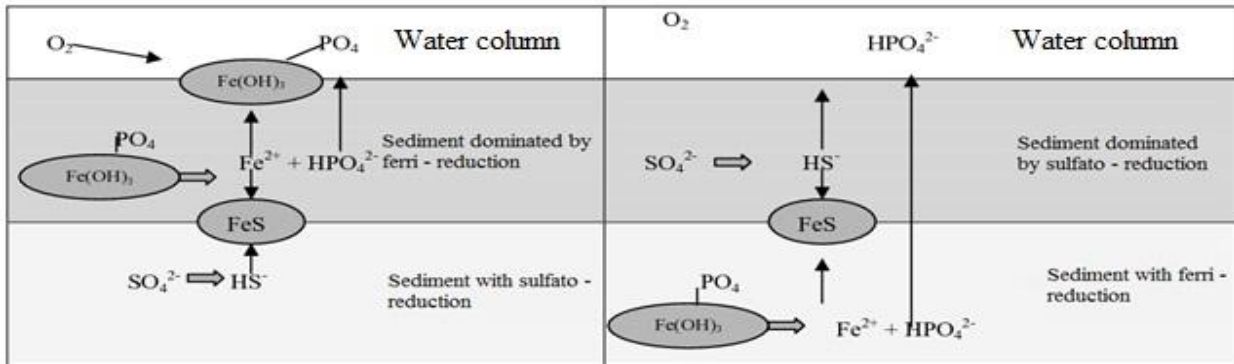 O₂
PO₄
Water column
Fe(OH)₃
PO₄
Fe(OH)₃
Fe²⁺ + HPO₄²⁻
Sediment dominated by
ferri - reduction
FeS
SO₄²⁻
HS⁻
Sediment with sulfato -
reduction
O₂
HPO₄²⁻
Water column
SO₄²⁻
HS⁻
Sediment dominated
by sulfato - reduction
FeS
PO₄
Fe(OH)₃
Fe²⁺ + HPO₄²⁻
Sediment with ferri -
reduction